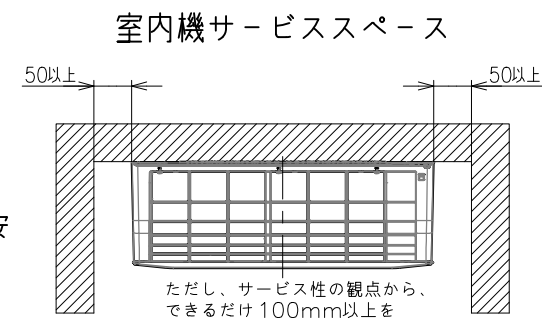 室内機サービススペース
50以上
50以上
安
ただし、サービス性の観点から、
できるだけ100mm以上を